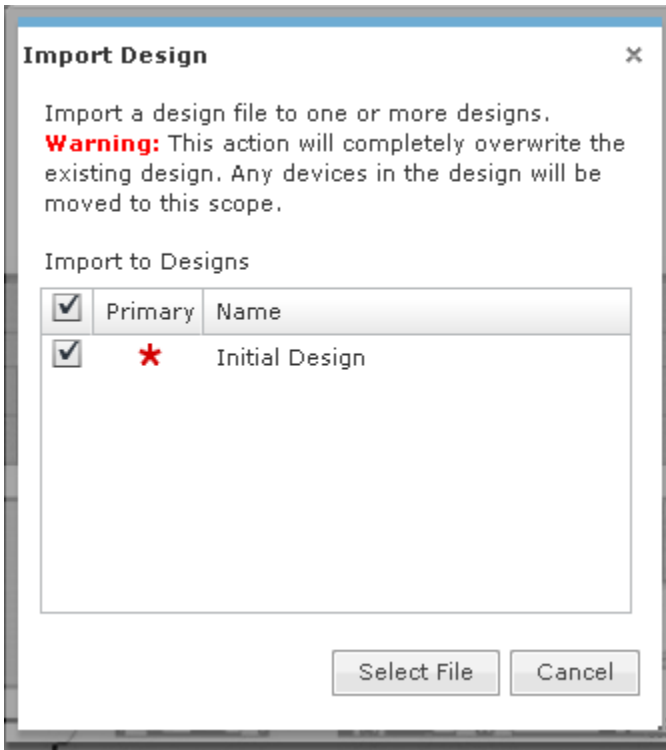 Import Design
Import a design file to one or more designs.
Warning: This action will completely overwrite the
existing design. Any devices in the design will be
moved to this scope.
Import to Designs
Primary Name
Initial Design
Select File Cancel